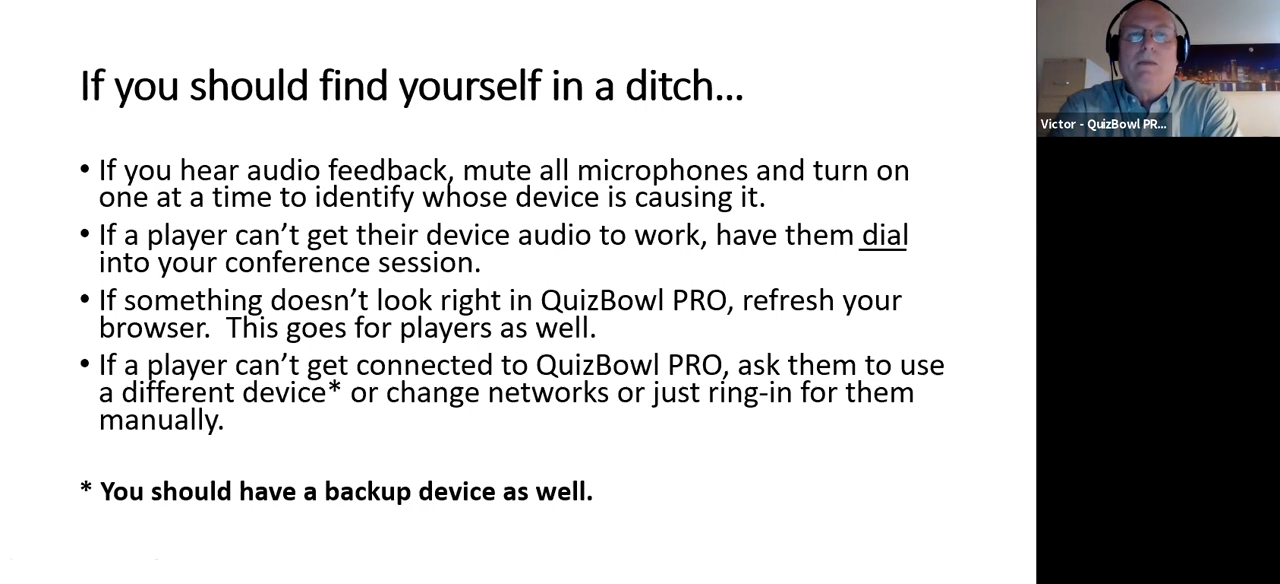 If you should find yourself in a ditch...
• If you hear audio feedback, mute all microphones and turn on
one at a time to identify whose device is causing it.
• If a player can’t get their device audio to work, have them dial
into your conference session.
• If something doesn’t look right in QuizBowl PRO, refresh your
browser.  This goes for players as well.
• If a player can’t get connected to QuizBowl PRO, ask them to use
a different device* or change networks or just ring-in for them
manually.
* You should have a backup device as well.
Victor - QuizBowl PR...